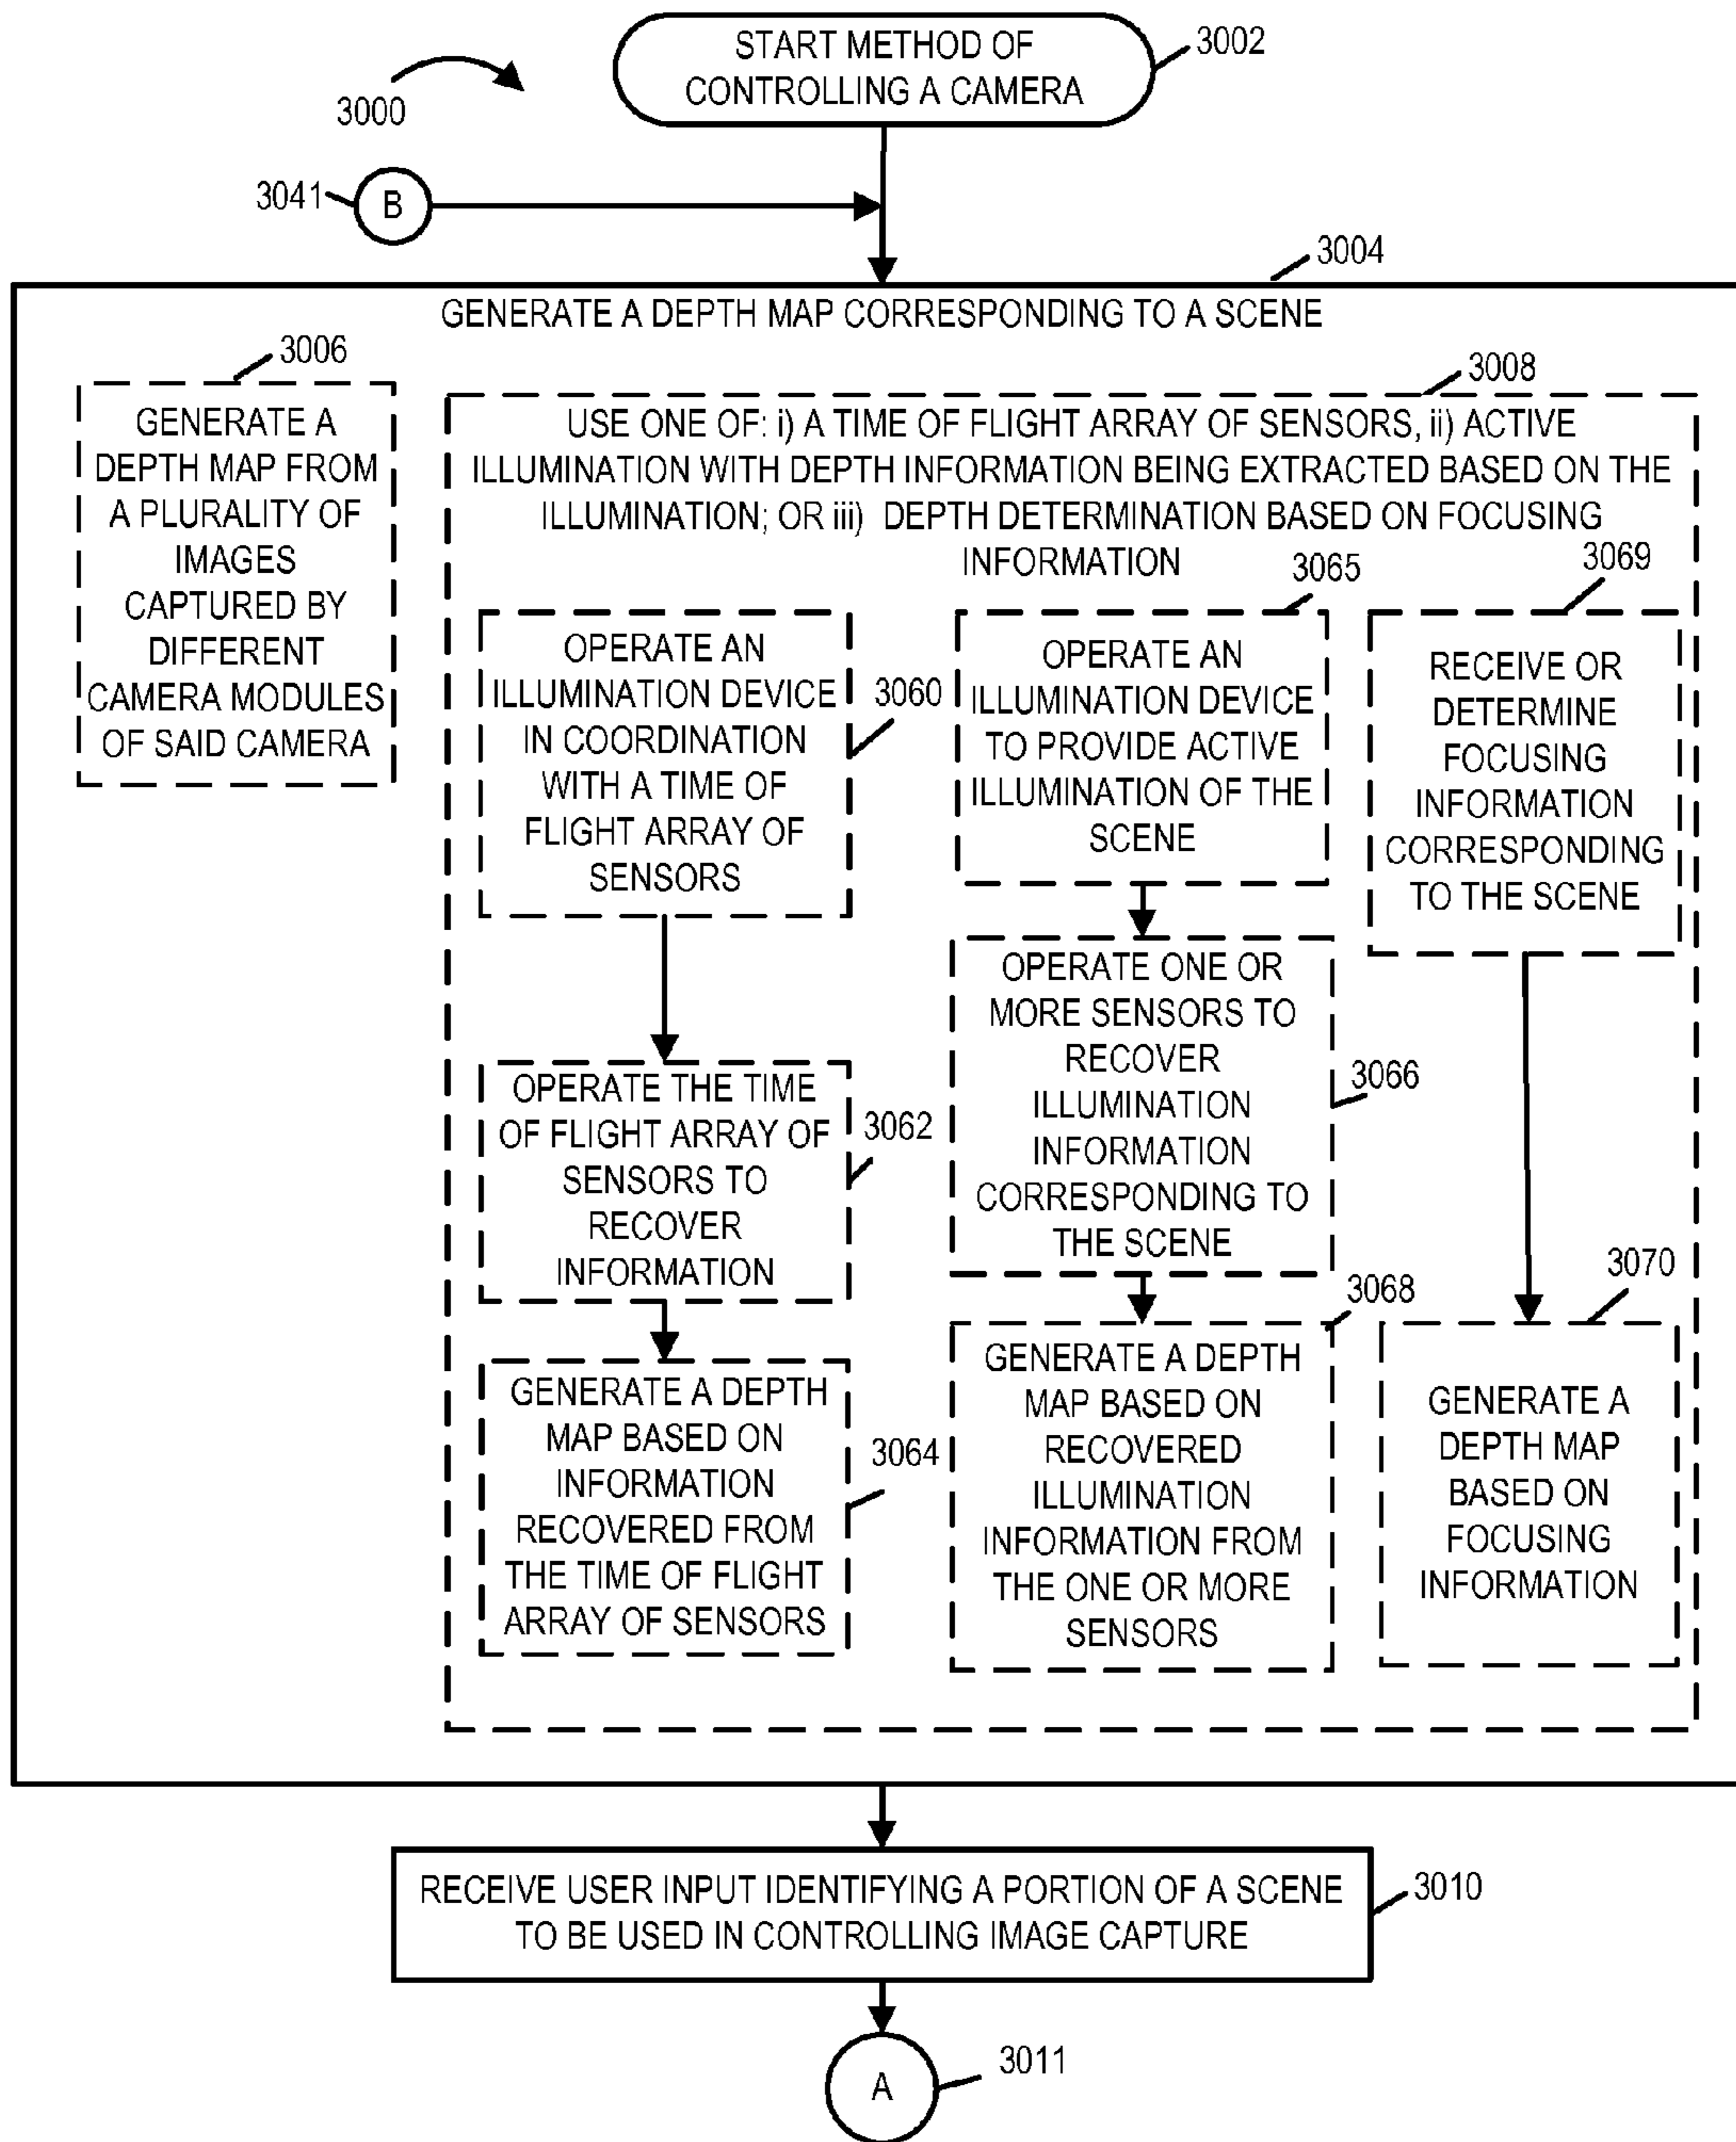 START METHOD OF
CONTROLLING A CAMERA
3002
3000
3041
B
3004
GENERATE A DEPTH MAP CORRESPONDING TO A SCENE
3006
GENERATE A
DEPTH MAP FROM
A PLURALITY OF
IMAGES
CAPTURED BY
DIFFERENT
CAMERA MODULES
OF SAID CAMERA
3008
USE ONE OF: i) A TIME OF FLIGHT ARRAY OF SENSORS, ii) ACTIVE
ILLUMINATION WITH DEPTH INFORMATION BEING EXTRACTED BASED ON THE
ILLUMINATION; OR iii) DEPTH DETERMINATION BASED ON FOCUSING
INFORMATION
OPERATE AN
ILLUMINATION DEVICE
IN COORDINATION
WITH A TIME OF
FLIGHT ARRAY OF
SENSORS
3060
OPERATE THE TIME
OF FLIGHT ARRAY OF
SENSORS TO
RECOVER
INFORMATION
3062
GENERATE A DEPTH
MAP BASED ON
INFORMATION
RECOVERED FROM
THE TIME OF FLIGHT
ARRAY OF SENSORS
3064
3065
OPERATE AN
ILLUMINATION DEVICE
TO PROVIDE ACTIVE
ILLUMINATION OF THE
SCENE
OPERATE ONE OR
MORE SENSORS TO
RECOVER
ILLUMINATION
INFORMATION
CORRESPONDING TO
THE SCENE
3066
3068
GENERATE A DEPTH
MAP BASED ON
RECOVERED
ILLUMINATION
INFORMATION FROM
THE ONE OR MORE
SENSORS
3069
RECEIVE OR
DETERMINE
FOCUSING
INFORMATION
CORRESPONDING
TO THE SCENE
3070
GENERATE A
DEPTH MAP
BASED ON
FOCUSING
INFORMATION
RECEIVE USER INPUT IDENTIFYING A PORTION OF A SCENE
TO BE USED IN CONTROLLING IMAGE CAPTURE
3010
A
3011